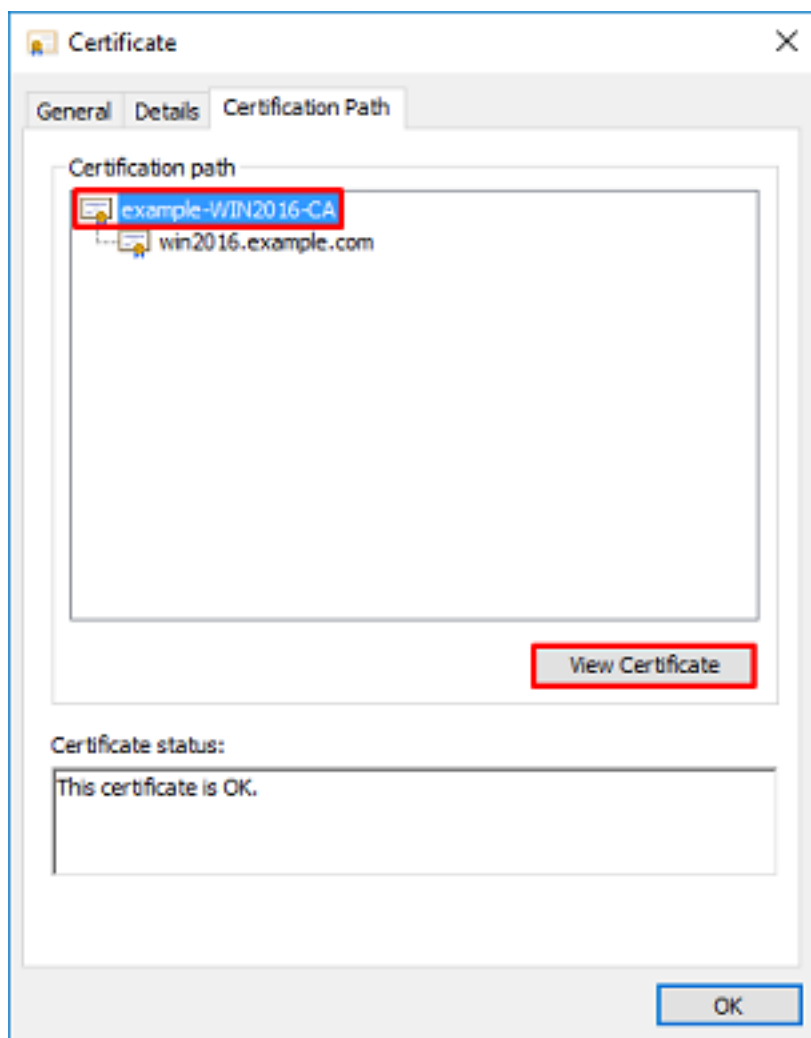 Certificate
General Details Certification Path
Certification path
example-WIN2016-CA
win2016.example.com
View Certificate
Certificate status:
This certificate is OK.
OK